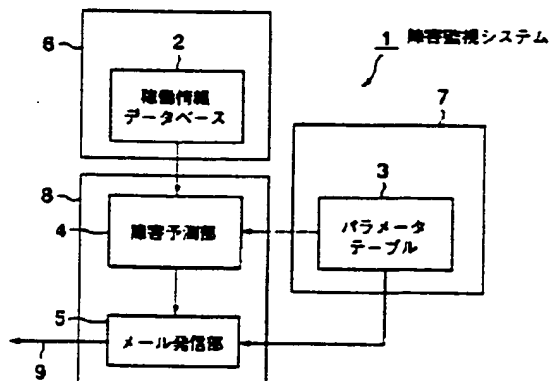 6
2
稼働情報
データベース
1 障害監視システム
7
3
パラメータ
テーブル
8
4
障害予測部
5
メール発信部
9